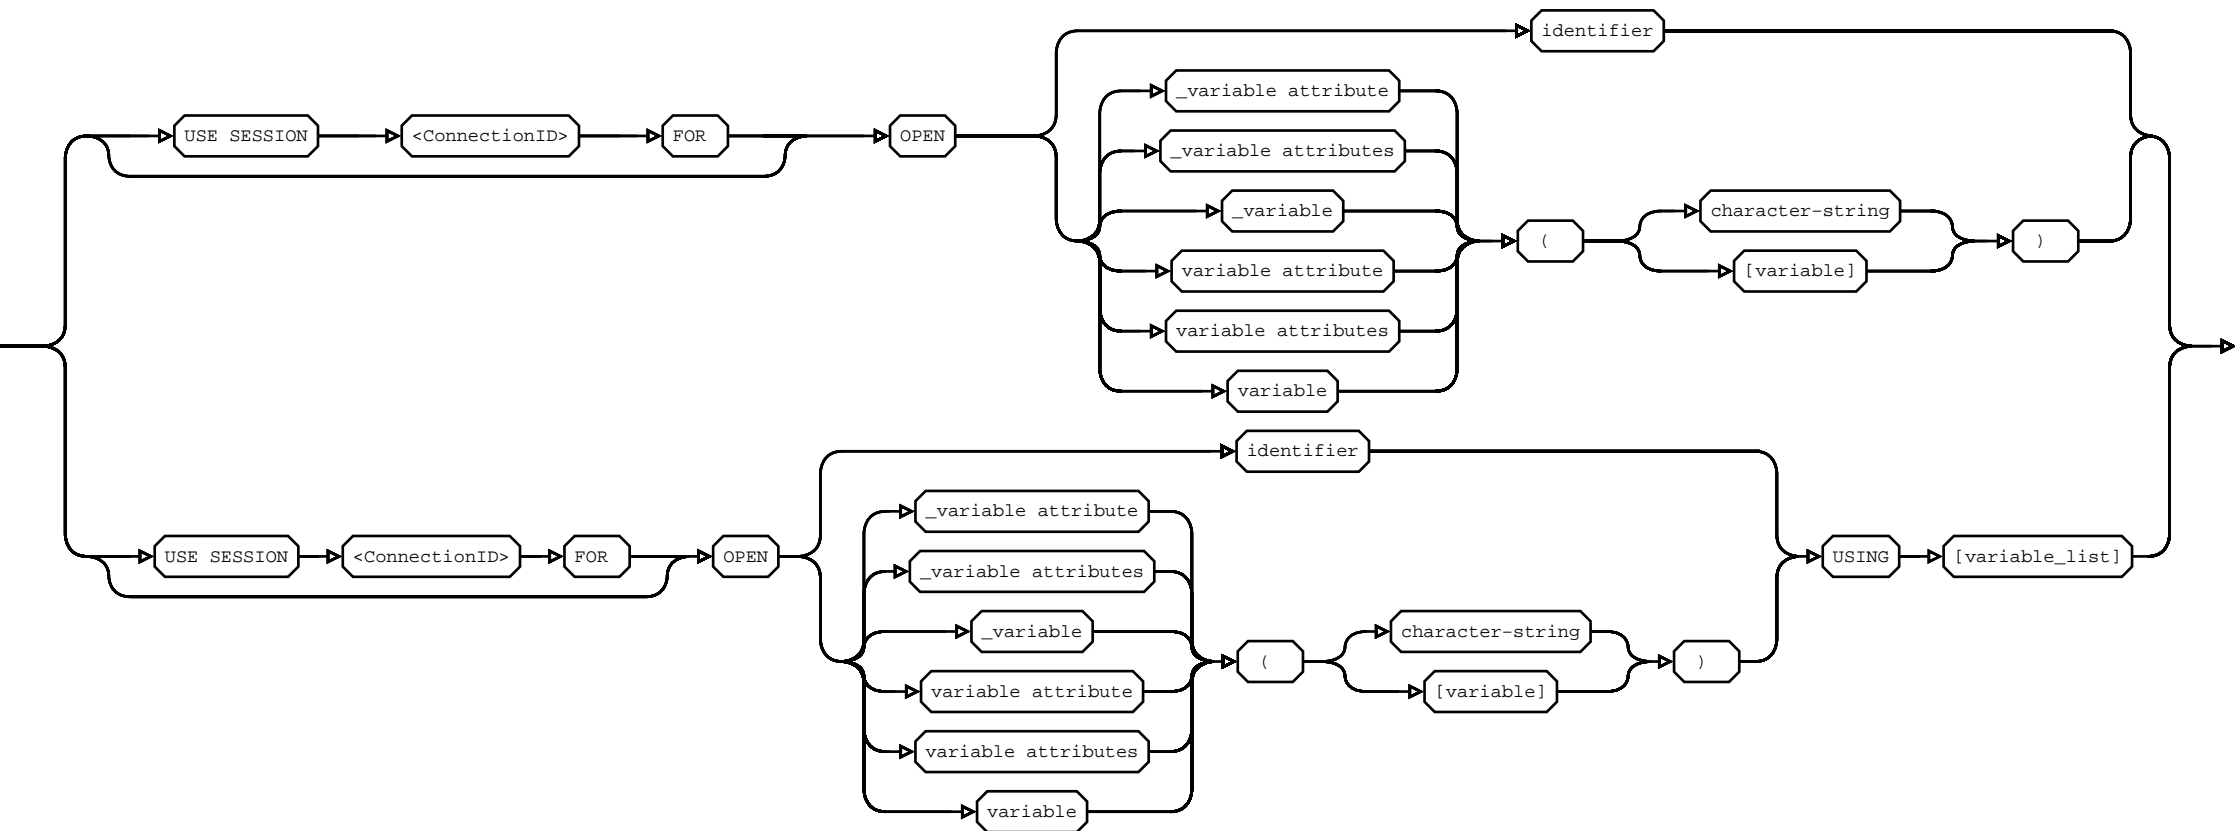 identifier
_variable attribute
USE SESSION <ConnectionID> FOR OPEN
_variable attributes
_variable character-string
( )
variable attribute [variable]
variable attributes
variable
identifier
_variable attribute
USE SESSION <ConnectionID> FOR OPEN USING [variable_list]
_variable attributes
_variable character-string
( )
variable attribute [variable]
variable attributes
variable